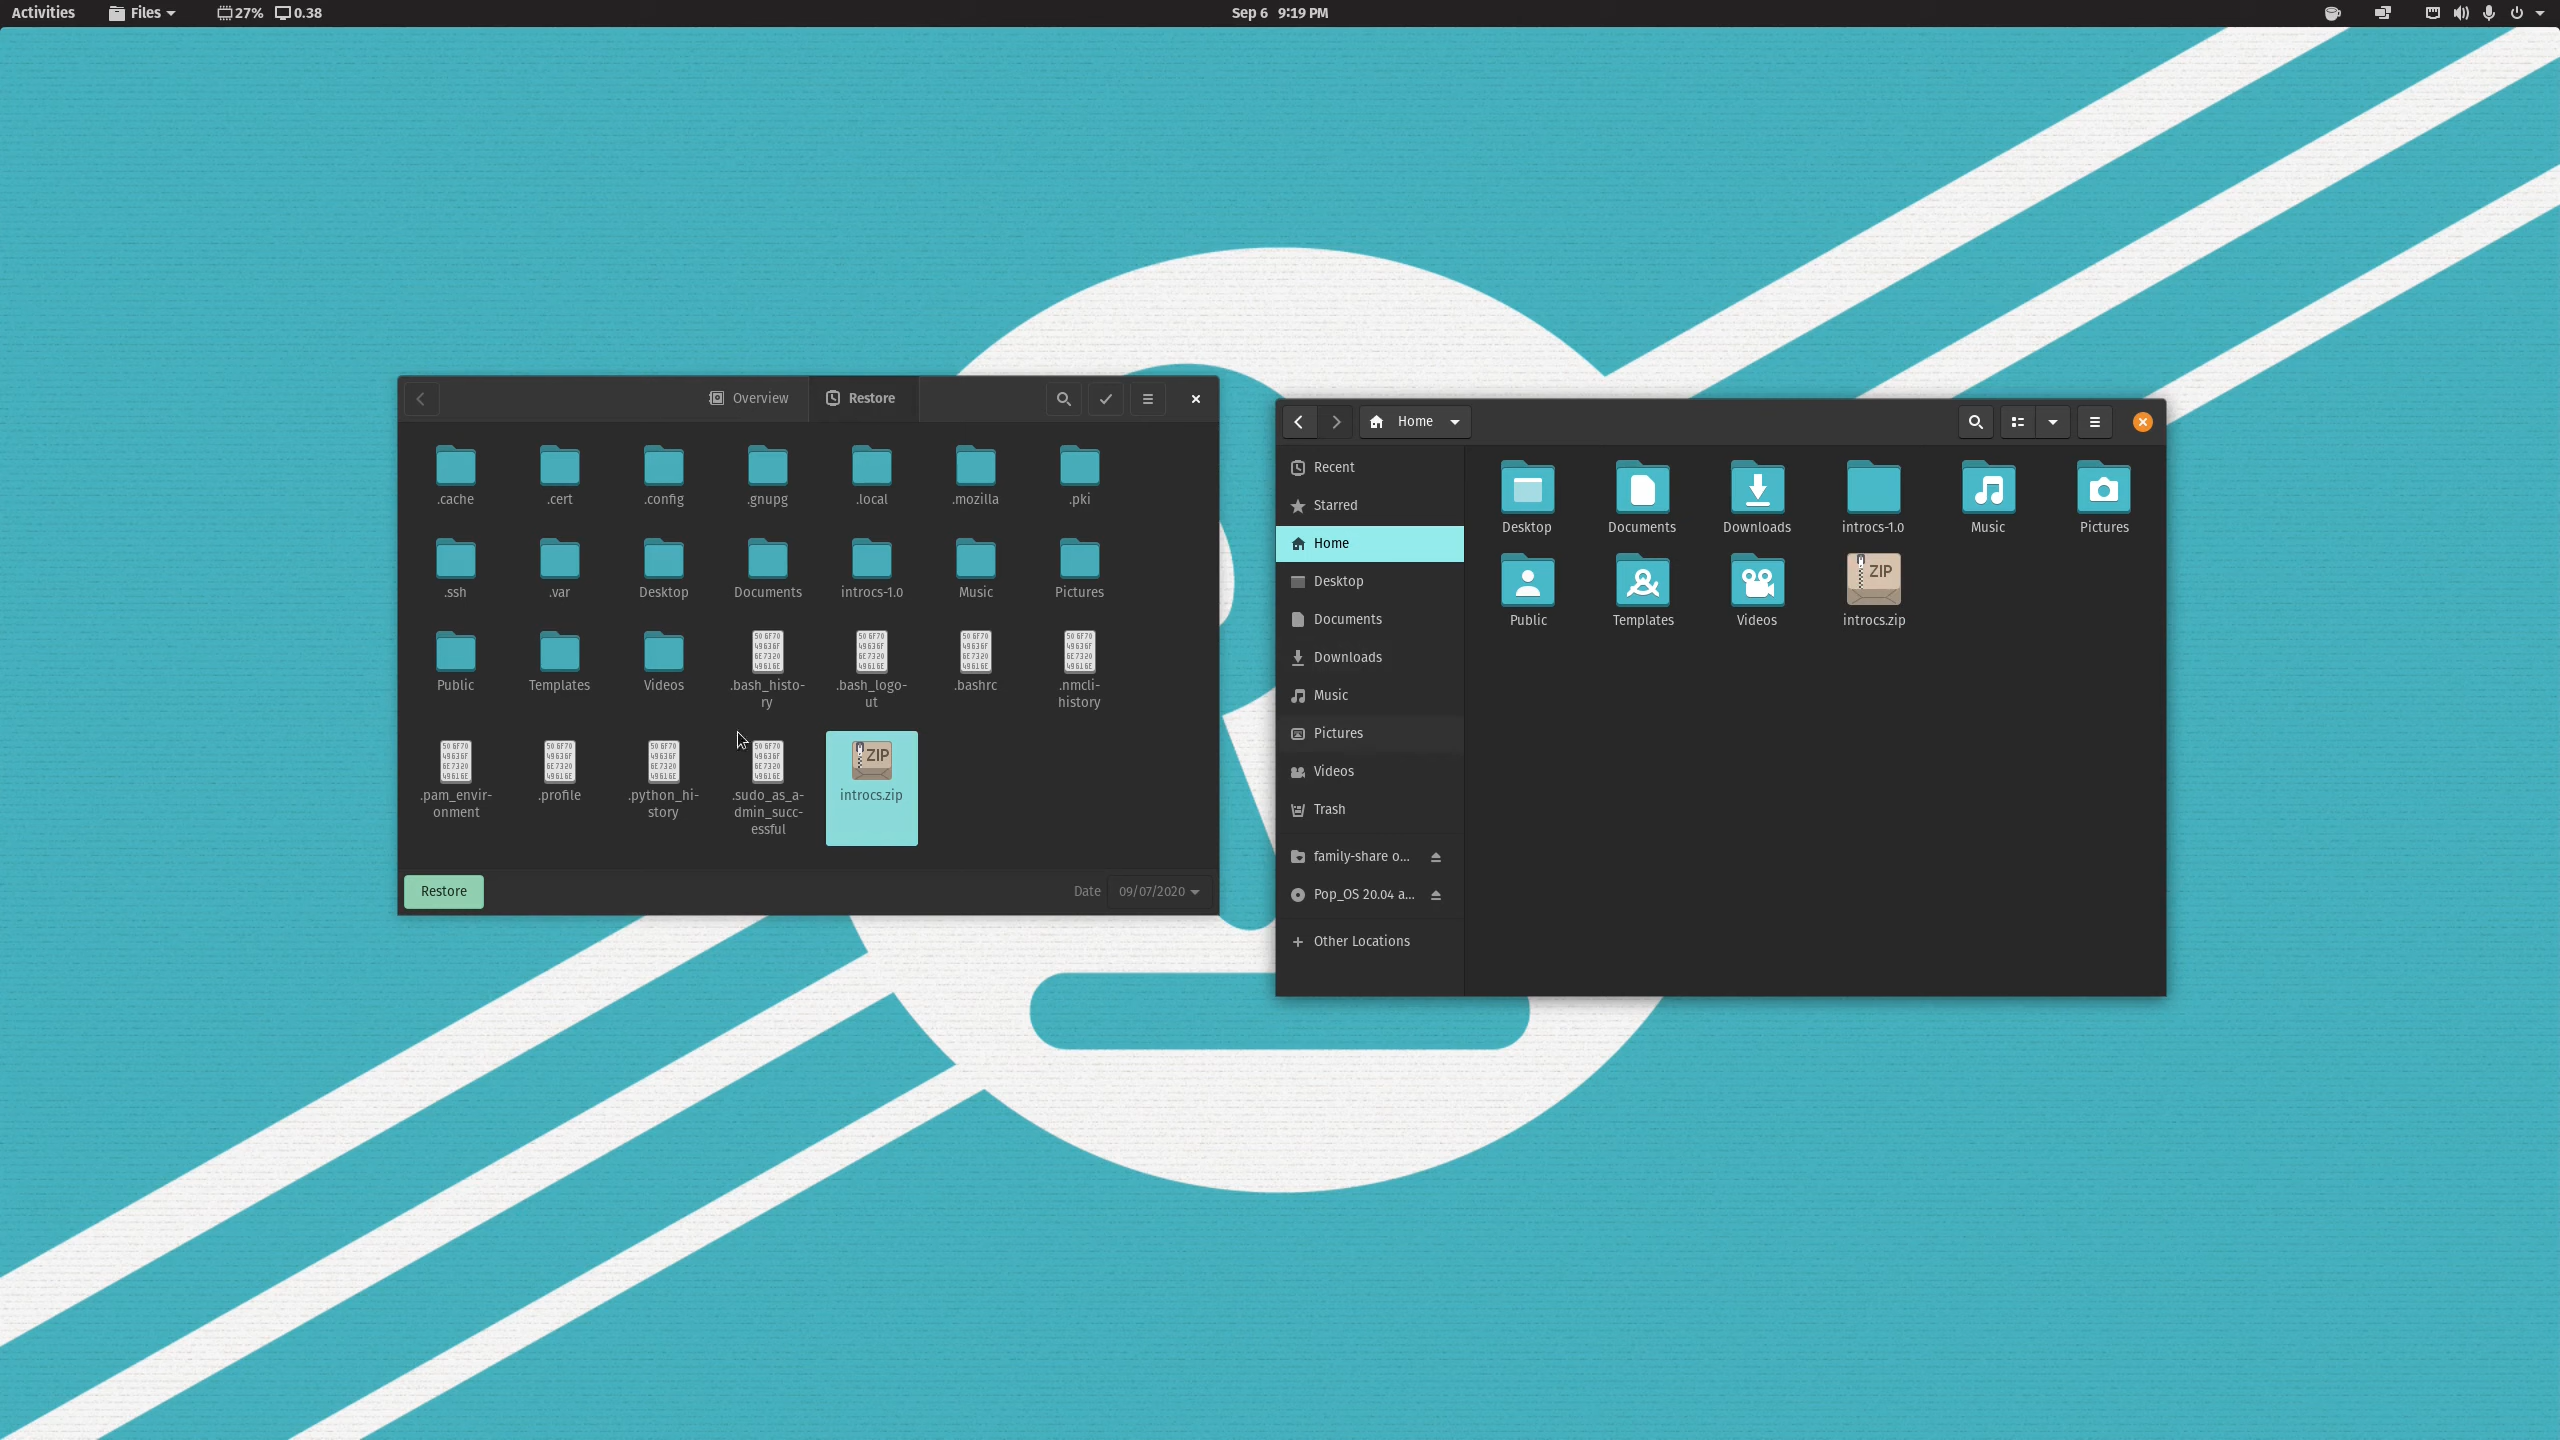 Activities Files 27% 0.38 Sep 6 9:19 PM
Overview Restore
.cache .cert .config .gnupg .local .mozilla .pki
.ssh .var Desktop Documents introcs-1.0 Music Pictures
Public Templates Videos .bash_histo- .bash_logo- .bashrc .nmcli-
ry ut history
.pam_envir- .profile .python_hi- .sudo_as_a- introcs.zip
onment story dmin_succ-
essful
ZIP
Restore Date 09/07/2020
Home
Recent
Starred
Home
Desktop
Documents
Downloads
Music
Pictures
Videos
Trash
family-share o...
Pop_OS 20.04 a...
Other Locations
Desktop Documents Downloads introcs-1.0 Music Pictures
ZIP
Public Templates Videos introcs.zip